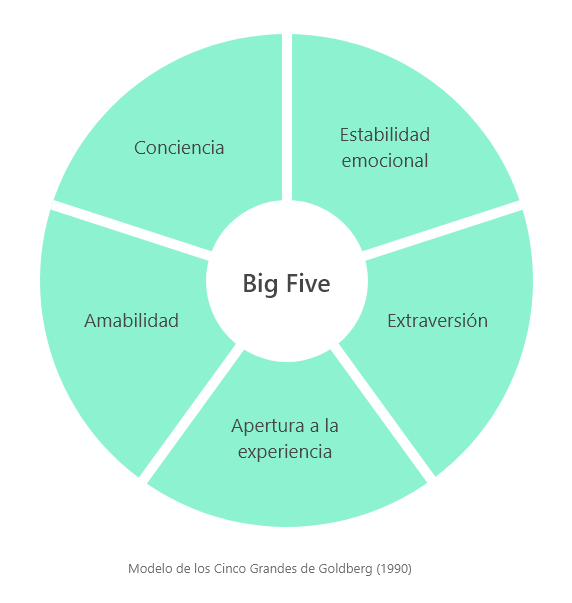 Conciencia
Estabilidad
emocional
Big Five
Amabilidad
Extraversión
Apertura a la
experiencia
Modelo de los Cinco Grandes de Goldberg (1990)